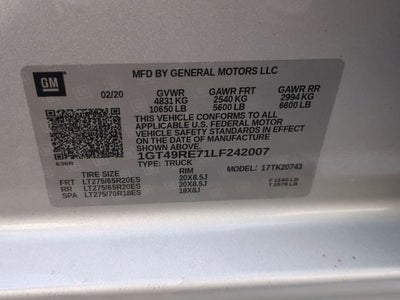 GM
MFD BY GENERAL MOTORS LLC
02/20 GVWR GAWR FRT GAWR RR
4831 KG 2540 KG 2994 KG
10650 LB 5600 LB 6600 LB
THIS VEHICLE CONFORMS TO ALL
APPLICABLE U.S. FEDERAL MOTOR
VEHICLE SAFETY STANDARDS IN
EFFECT ON THE DATE OF
MANUFACTURE SHOWN ABOVE.
1GT49RE71LF242007
TYPE: TRUCK MODEL: 17TK20743
TIRE SIZE RIM
FRT LT275/65R20ES 20X8.5J
RR LT275/65R20ES 20X8.5J
SPA LT275/70R18ES 18X8J